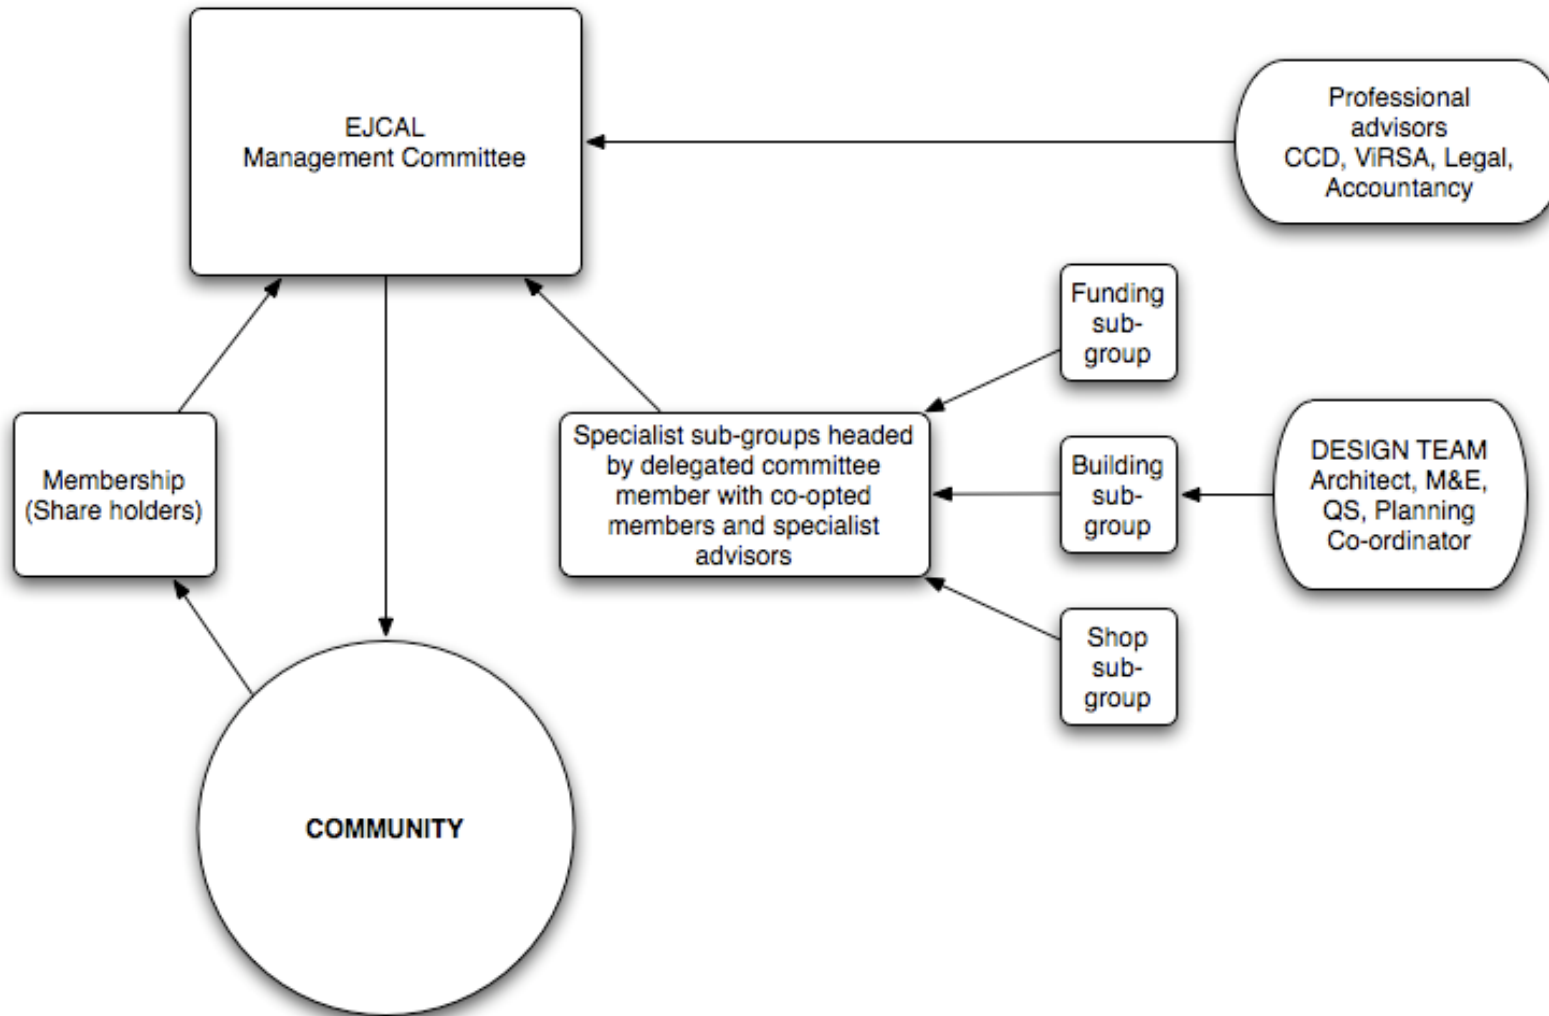 EJCAL
Management Committee
Professional
advisors
CCD, ViRSA, Legal,
Accountancy
Funding
sub-
group
Membership
(Share holders)
Specialist sub-groups headed
by delegated committee
member with co-opted
members and specialist
advisors
Building
sub-
group
DESIGN TEAM
Architect, M&E,
QS, Planning
Co-ordinator
Shop
sub-
group
COMMUNITY